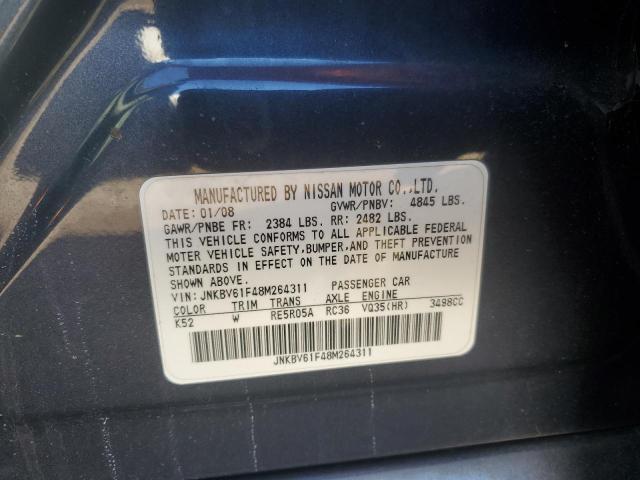 MANUFACTURED BY NISSAN MOTOR CO.,LTD.
DATE: 01/08 GVWR/PNBV: 4845 LBS.
GAWR/PNBE FR: 2384 LBS. RR: 2482 LBS.
THIS VEHICLE CONFORMS TO ALL APPLICABLE FEDERAL
MOTOR VEHICLE SAFETY,BUMPER,AND THEFT PREVENTION
STANDARDS IN EFFECT ON THE DATE OF MANUFACTURE
SHOWN ABOVE.
VIN: JNKBV61F48M264311 PASSENGER CAR
COLOR TRIM TRANS AXLE ENGINE
K52 W RE5R05A RC36 VQ35(HR) 3498CC
JNKBV61F48M264311